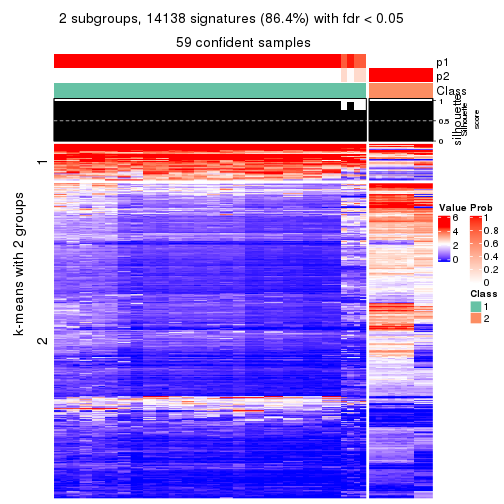 2 subgroups, 14138 signatures (86.4%) with fdr < 0.05
59 confident samples
p1
p2
Class
1
0.5
0
silhouette
Silhouette
score
k-means with 2 groups
1
2
Value
6
4
2
0
Prob
1
0.8
0.6
0.4
0.2
0
Class
1
2